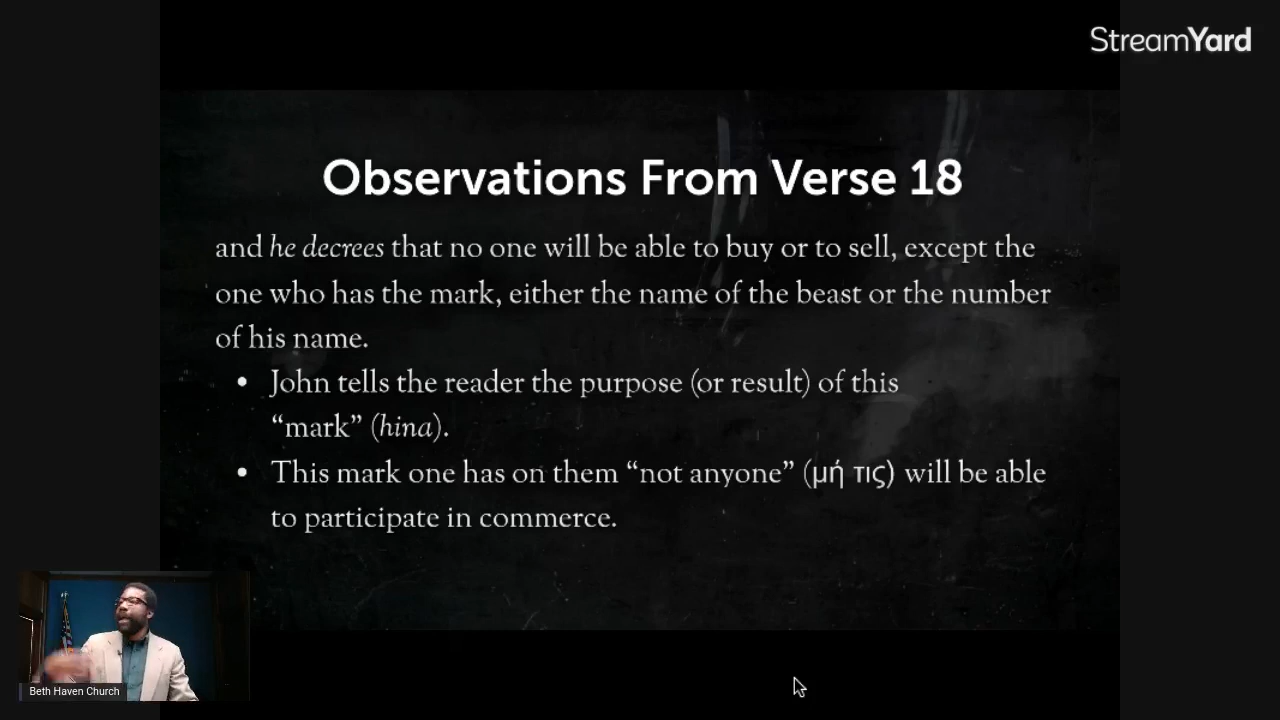 StreamYard
Observations From Verse 18
and he decrees that no one will be able to buy or to sell, except the
one who has the mark, either the name of the beast or the number
of his name.
• John tells the reader the purpose (or result) of this
“mark” (hina).
• This mark one has on them “not anyone” (μή τις) will be able
to participate in commerce.
Beth Haven Church